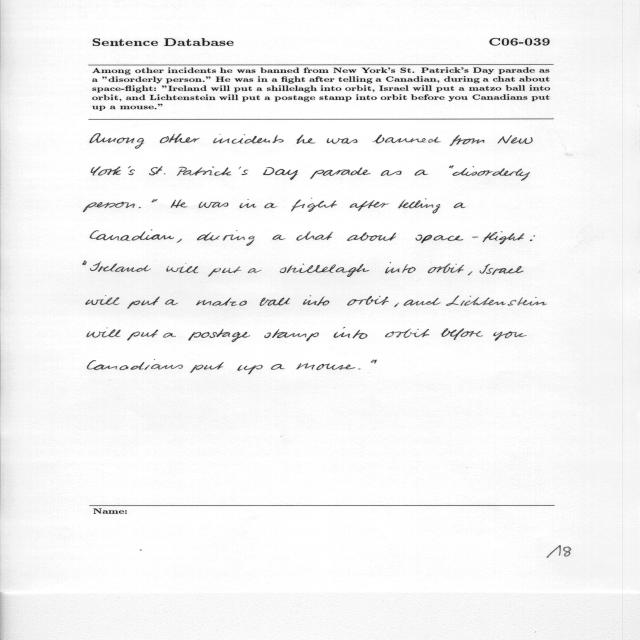 Sentence Database C06-039
Among other incidents he was banned from New York's St. Patrick's Day parade as
a "disorderly person." He was in a fight after telling a Canadian, during a chat about
space-flight: "Ireland will put a shillelagh into orbit, Israel will put a matzo ball into
orbit, and Lichtenstein will put a postage stamp into orbit before you Canadians put
up a mouse."
Among other incidents he was banned from New
York's St. Patrick's Day parade as a "disorderly
person." He was in a fight after telling a
Canadian, during a chat about space-flight:
"Ireland will put a shillelagh into orbit, Israel
will put a matzo ball into orbit, and Lichtenstein
will put a postage stamp into orbit before you
Canadians put up a mouse."
Name:
18